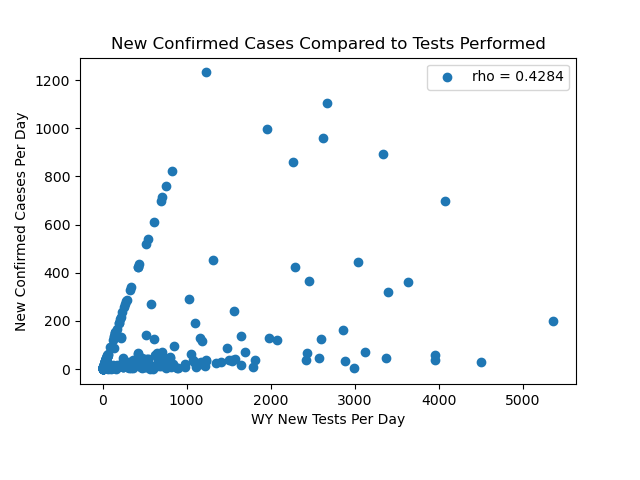 New Confirmed Cases Compared to Tests Performed
rho = 0.4284
New Confirmed Caeses Per Day
1200
1000
800
600
400
200
0
0 1000 2000 3000 4000 5000
WY New Tests Per Day